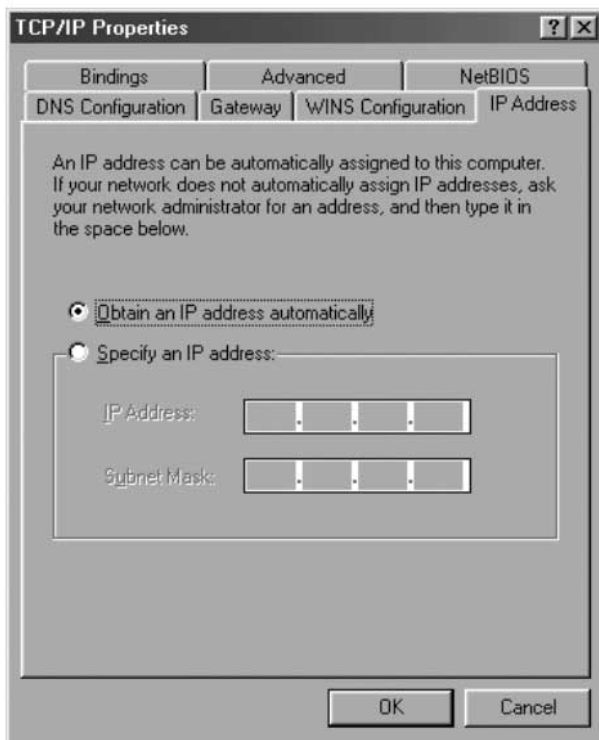 TCP/IP Properties
Bindings
Advanced
NetBIOS
DNS Configuration
Gateway
WINS Configuration
IP Address
An IP address can be automatically assigned to this computer.
If your network does not automatically assign IP addresses, ask
your network administrator for an address, and then type it in
the space below.
Obtain an IP address automatically
Specify an IP address:
IP Address:
Subnet Mask:
OK
Cancel